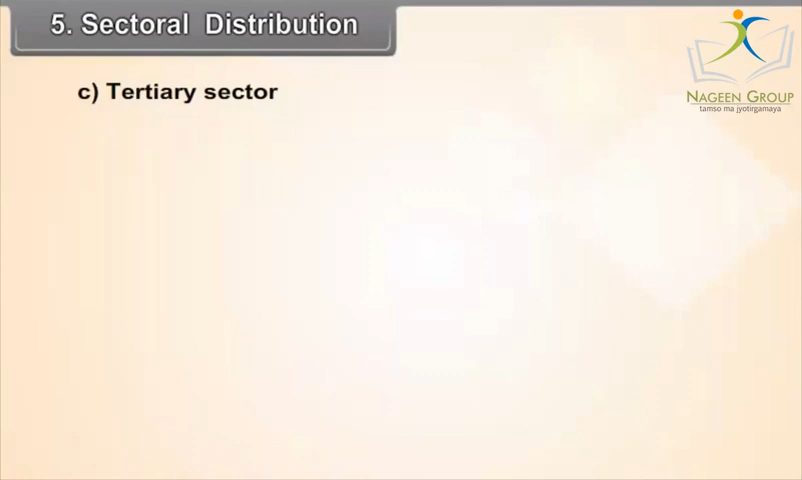 5. Sectoral Distribution
c) Tertiary sector
NAGEEN GROUP
tamso ma jyotirgamaya